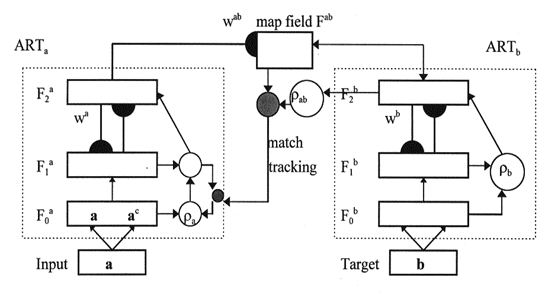 w^ab map field F^ab
ART_a
ART_b
F_2^a
ρ_ab
F_2^b
w^a
w^b
match
tracking
F_1^a
F_1^b
ρ_b
F_0^a a a^c
ρ_a
F_0^b
Input a
Target b